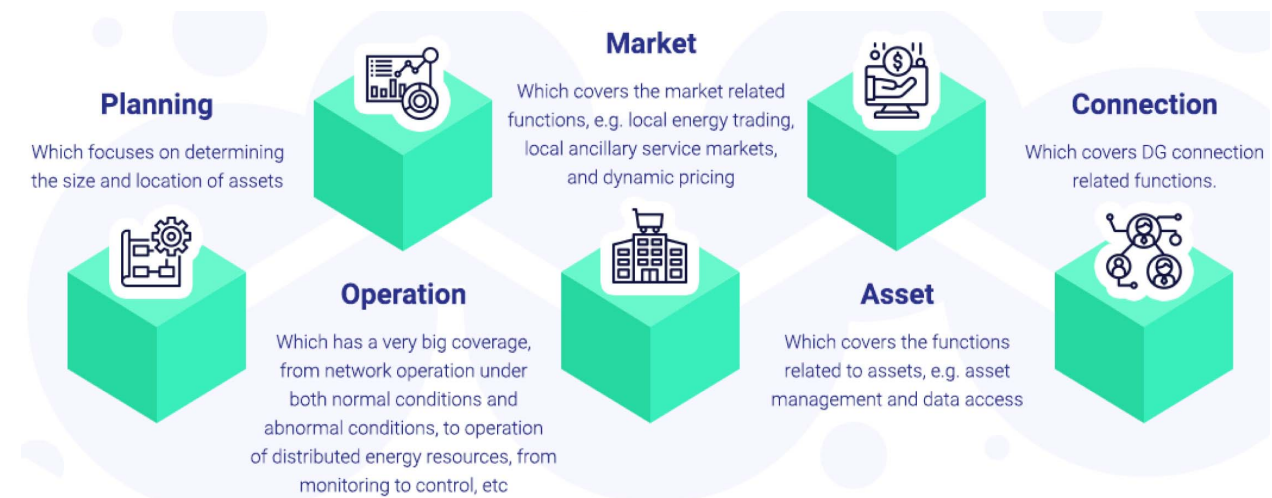 Planning
Which focuses on determining
the size and location of assets
Operation
Which has a very big coverage,
from network operation under
both normal conditions and
abnormal conditions, to operation
of distributed energy resources, from
monitoring to control, etc
Market
Which covers the market related
functions, e.g. local energy trading,
local ancillary service markets,
and dynamic pricing
$
Asset
Which covers the functions
related to assets, e.g. asset
management and data access
Connection
Which covers DG connection
related functions.